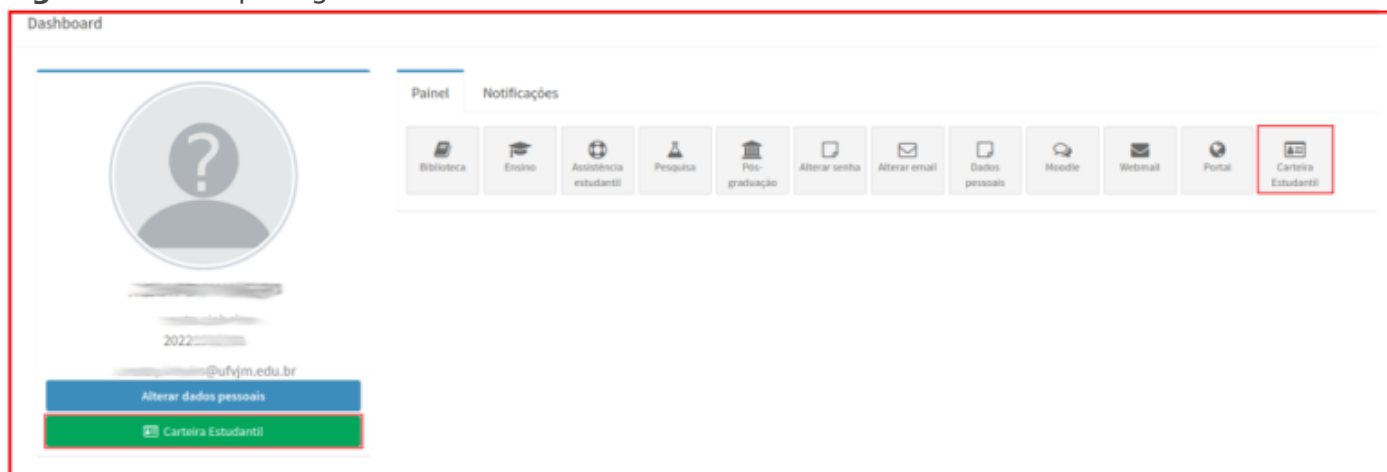 Dashboard
Painel Notificações
Biblioteca
Ensino
Assistência
estudantil
Pesquisa
Pós-
graduação
Alterar senha
Alterar email
Dados
pessoais
Moodle
Webmail
Portal
Carteira
Estudantil
2022
@ufvjm.edu.br
Alterar dados pessoais
Carteira Estudantil